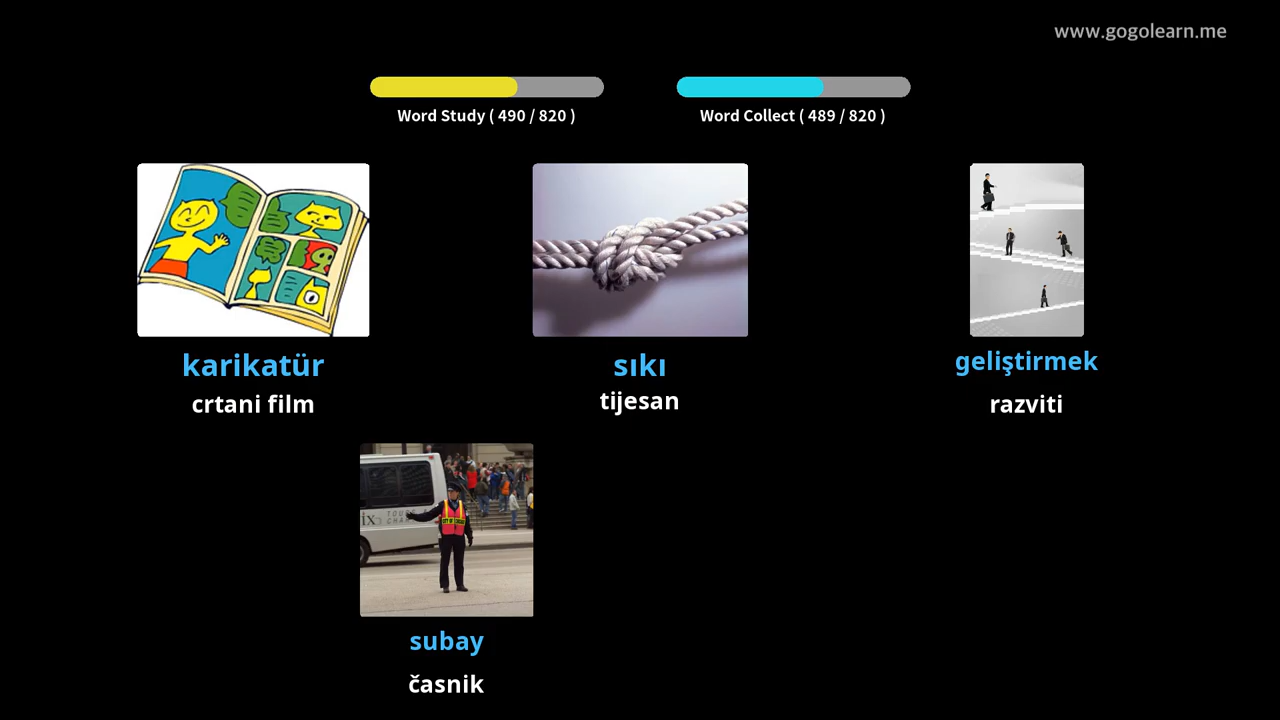 www.gogolearn.me
Word Study ( 490 / 820 )
Word Collect ( 489 / 820 )
karikatür
crtani film
sıkı
tijesan
geliştirmek
razviti
subay
časnik